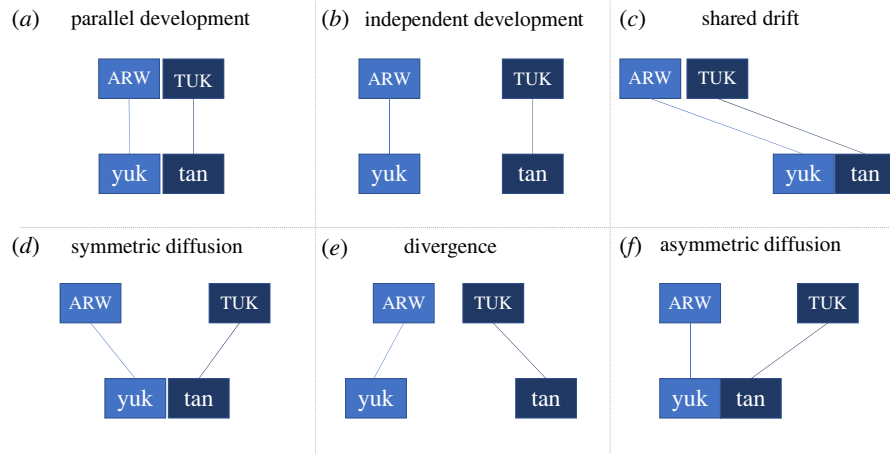 (a) parallel development
ARW TUK
yuk tan
(b) independent development
ARW TUK
yuk tan
(c) shared drift
ARW TUK
yuk tan
(d) symmetric diffusion
ARW TUK
yuk tan
(e) divergence
ARW TUK
yuk tan
(f) asymmetric diffusion
ARW TUK
yuk tan